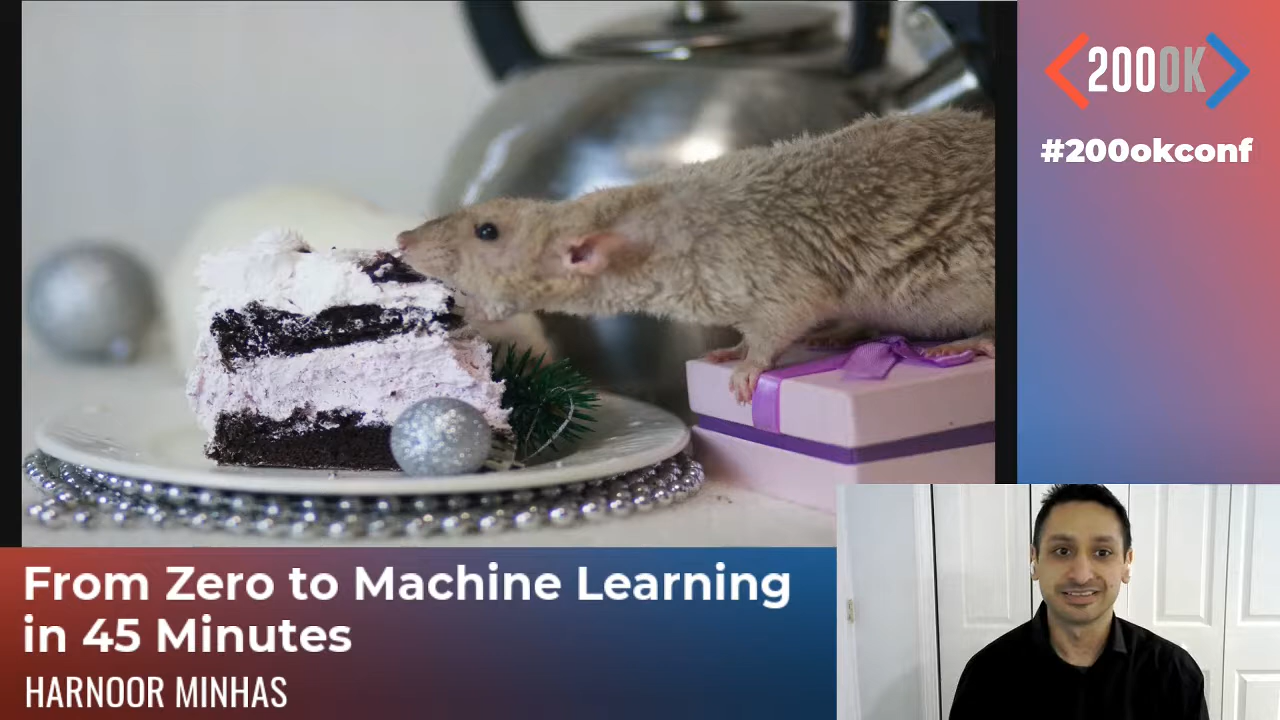 200OK
#200okconf
From Zero to Machine Learning
in 45 Minutes
HARNOOR MINHAS